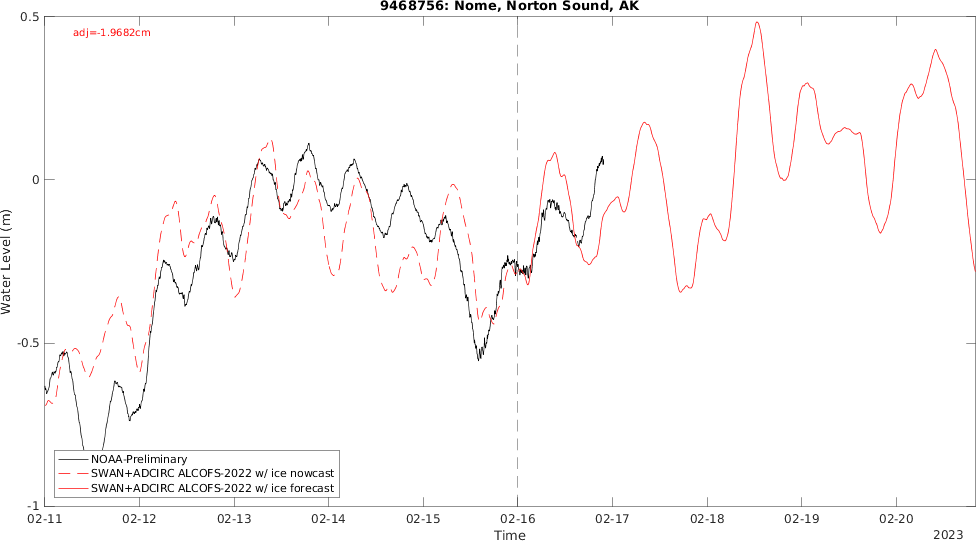 9468756: Nome, Norton Sound, AK
adj=-1.9682cm
0.5
0
-0.5
-1
Water Level (m)
NOAA-Preliminary
SWAN+ADCIRC ALCOFS-2022 w/ ice nowcast
SWAN+ADCIRC ALCOFS-2022 w/ ice forecast
02-11 02-12 02-13 02-14 02-15 02-16 02-17 02-18 02-19 02-20
Time
2023